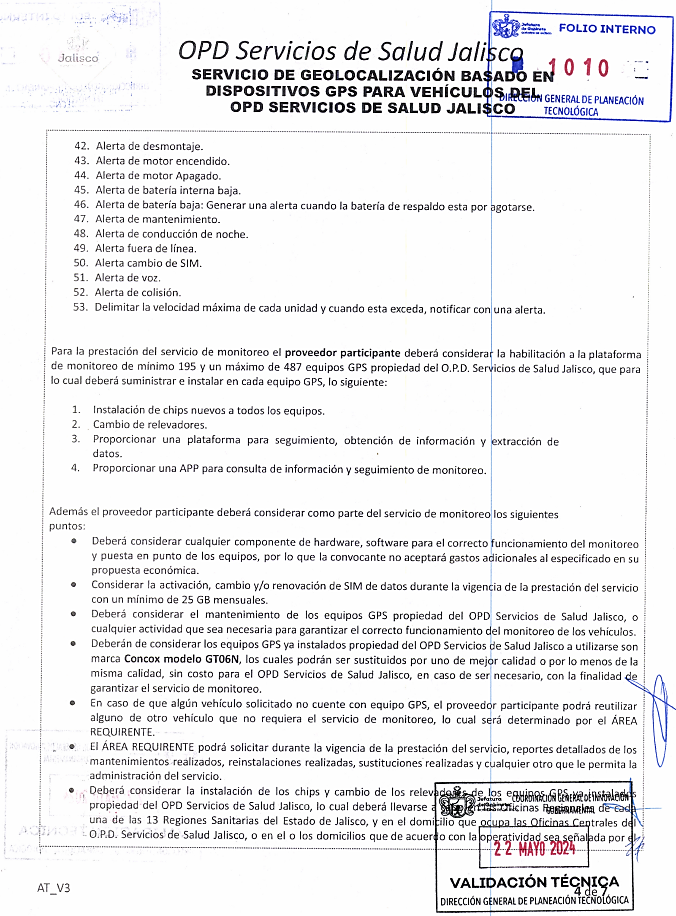 Jalisco
OPD Servicios de Salud Jalisco
SERVICIO DE GEOLOCALIZACIÓN BASADO EN
DISPOSITIVOS GPS PARA VEHÍCULOS DEL
OPD SERVICIOS DE SALUD JALISCO
Jefatura
de Gabinete
FOLIO INTERNO
1010
DIRECCIÓN GENERAL DE PLANEACIÓN
TECNOLÓGICA
42. Alerta de desmontaje.
43. Alerta de motor encendido.
44. Alerta de motor Apagado.
45. Alerta de batería interna baja.
46. Alerta de batería baja: Generar una alerta cuando la batería de respaldo esta por agotarse.
47. Alerta de mantenimiento.
48. Alerta de conducción de noche.
49. Alerta fuera de línea.
50. Alerta cambio de SIM.
51. Alerta de voz.
52. Alerta de colisión.
53. Delimitar la velocidad máxima de cada unidad y cuando esta exceda, notificar con una alerta.
Para la prestación del servicio de monitoreo el proveedor participante deberá considerar la habilitación a la plataforma
de monitoreo de mínimo 195 y un máximo de 487 equipos GPS propiedad del O.P.D. Servicios de Salud Jalisco, que para
lo cual deberá suministrar e instalar en cada equipo GPS, lo siguiente:
1. Instalación de chips nuevos a todos los equipos.
2. Cambio de relevadores.
3. Proporcionar una plataforma para seguimiento, obtención de información y extracción de
datos.
4. Proporcionar una APP para consulta de información y seguimiento de monitoreo.
Además el proveedor participante deberá considerar como parte del servicio de monitoreo los siguientes
puntos:
• Deberá considerar cualquier componente de hardware, software para el correcto funcionamiento del monitoreo
y puesta en punto de los equipos, por lo que la convocante no aceptará gastos adicionales al especificado en su
propuesta económica.
• Considerar la activación, cambio y/o renovación de SIM de datos durante la vigencia de la prestación del servicio
con un mínimo de 25 GB mensuales.
• Deberá considerar el mantenimiento de los equipos GPS propiedad del OPD Servicios de Salud Jalisco, o
cualquier actividad que sea necesaria para garantizar el correcto funcionamiento del monitoreo de los vehículos.
• Deberán de considerar los equipos GPS ya instalados propiedad del OPD Servicios de Salud Jalisco a utilizarse son
marca Concox modelo GT06N, los cuales podrán ser sustituidos por uno de mejor calidad o por lo menos de la
misma calidad, sin costo para el OPD Servicios de Salud Jalisco, en caso de ser necesario, con la finalidad de
garantizar el servicio de monitoreo.
• En caso de que algún vehículo solicitado no cuente con equipo GPS, el proveedor participante podrá reutilizar
alguno de otro vehículo que no requiera el servicio de monitoreo, lo cual será determinado por el ÁREA
REQUIRENTE.
• El ÁREA REQUIRENTE podrá solicitar durante la vigencia de la prestación del servicio, reportes detallados de los
mantenimientos realizados, reinstalaciones realizadas, sustituciones realizadas y cualquier otro que le permita la
administración del servicio.
• Deberá considerar la instalación de los chips y cambo de los relevadores de los equipos GPS ya instalados
propiedad del OPD Servicios de Salud Jalisco, lo cual deberá llevarse a Oficinas Regionales de cada
una de las 13 Regiones Sanitarias del Estado de Jalisco, y en el domicilio que ocupa las Oficinas Centrales del
O.P.D. Servicios de Salud Jalisco, o en el o los domicilios que de acuerdo con la operatividad sea señalada por el
Jefatura
COORDINACIÓN GENERAL DE INNOVACIÓN
GUBERNAMENTAL
22 MAYO 2024
VALIDACIÓN TÉCNICA
DIRECCIÓN GENERAL DE PLANEACIÓN TECNOLÓGICA
AT_V3
4 de 7